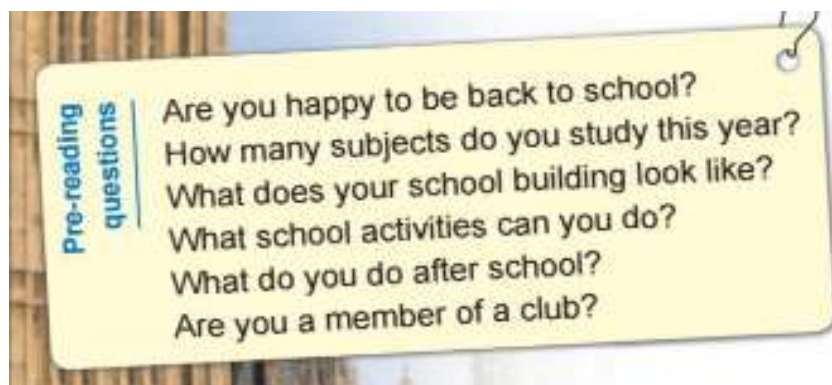 Pre-reading
questions
Are you happy to be back to school?
How many subjects do you study this year?
What does your school building look like?
What school activities can you do?
What do you do after school?
Are you a member of a club?